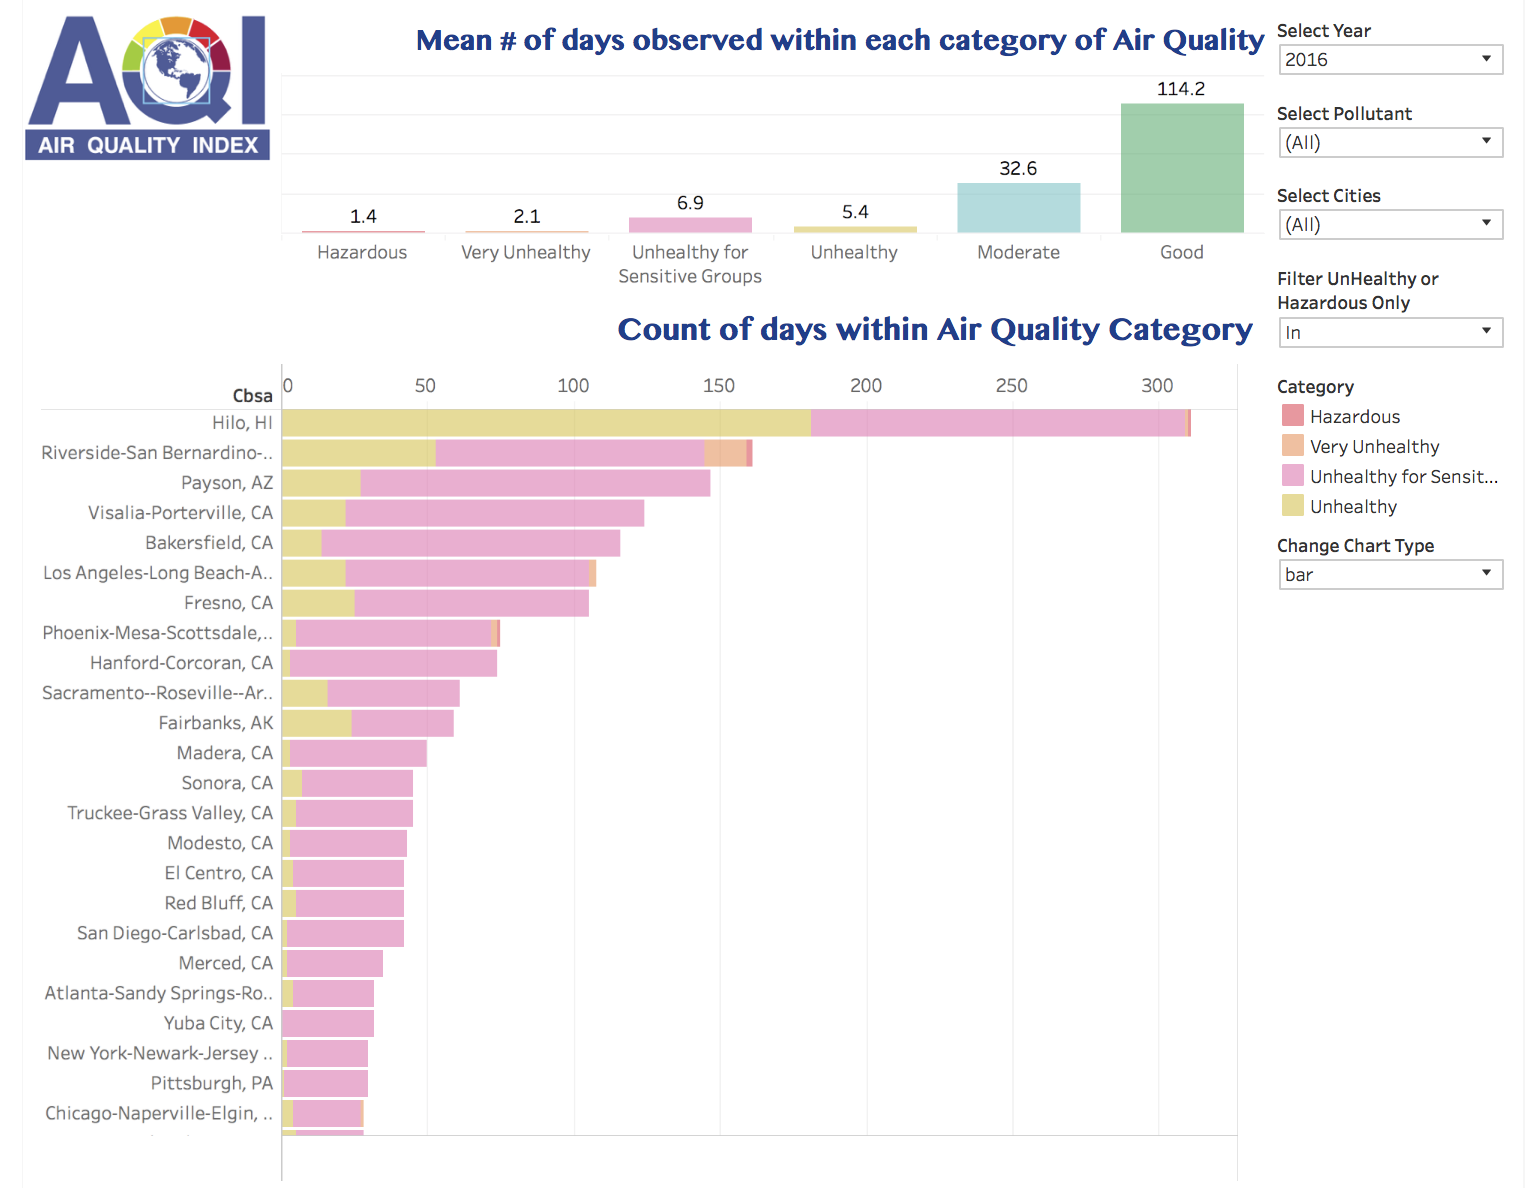 AQI
AIR QUALITY INDEX
Mean # of days observed within each category of Air Quality
1.4
2.1
6.9
5.4
32.6
114.2
Hazardous
Very Unhealthy
Unhealthy for
Sensitive Groups
Unhealthy
Moderate
Good
Count of days within Air Quality Category
Cbsa
0 50 100 150 200 250 300
Hilo, HI
Riverside-San Bernardino-..
Payson, AZ
Visalia-Porterville, CA
Bakersfield, CA
Los Angeles-Long Beach-A..
Fresno, CA
Phoenix-Mesa-Scottsdale,..
Hanford-Corcoran, CA
Sacramento--Roseville--Ar..
Fairbanks, AK
Madera, CA
Sonora, CA
Truckee-Grass Valley, CA
Modesto, CA
El Centro, CA
Red Bluff, CA
San Diego-Carlsbad, CA
Merced, CA
Atlanta-Sandy Springs-Ro..
Yuba City, CA
New York-Newark-Jersey ..
Pittsburgh, PA
Chicago-Naperville-Elgin, ..
Select Year
2016
Select Pollutant
(All)
Select Cities
(All)
Filter UnHealthy or
Hazardous Only
In
Category
Hazardous
Very Unhealthy
Unhealthy for Sensit...
Unhealthy
Change Chart Type
bar